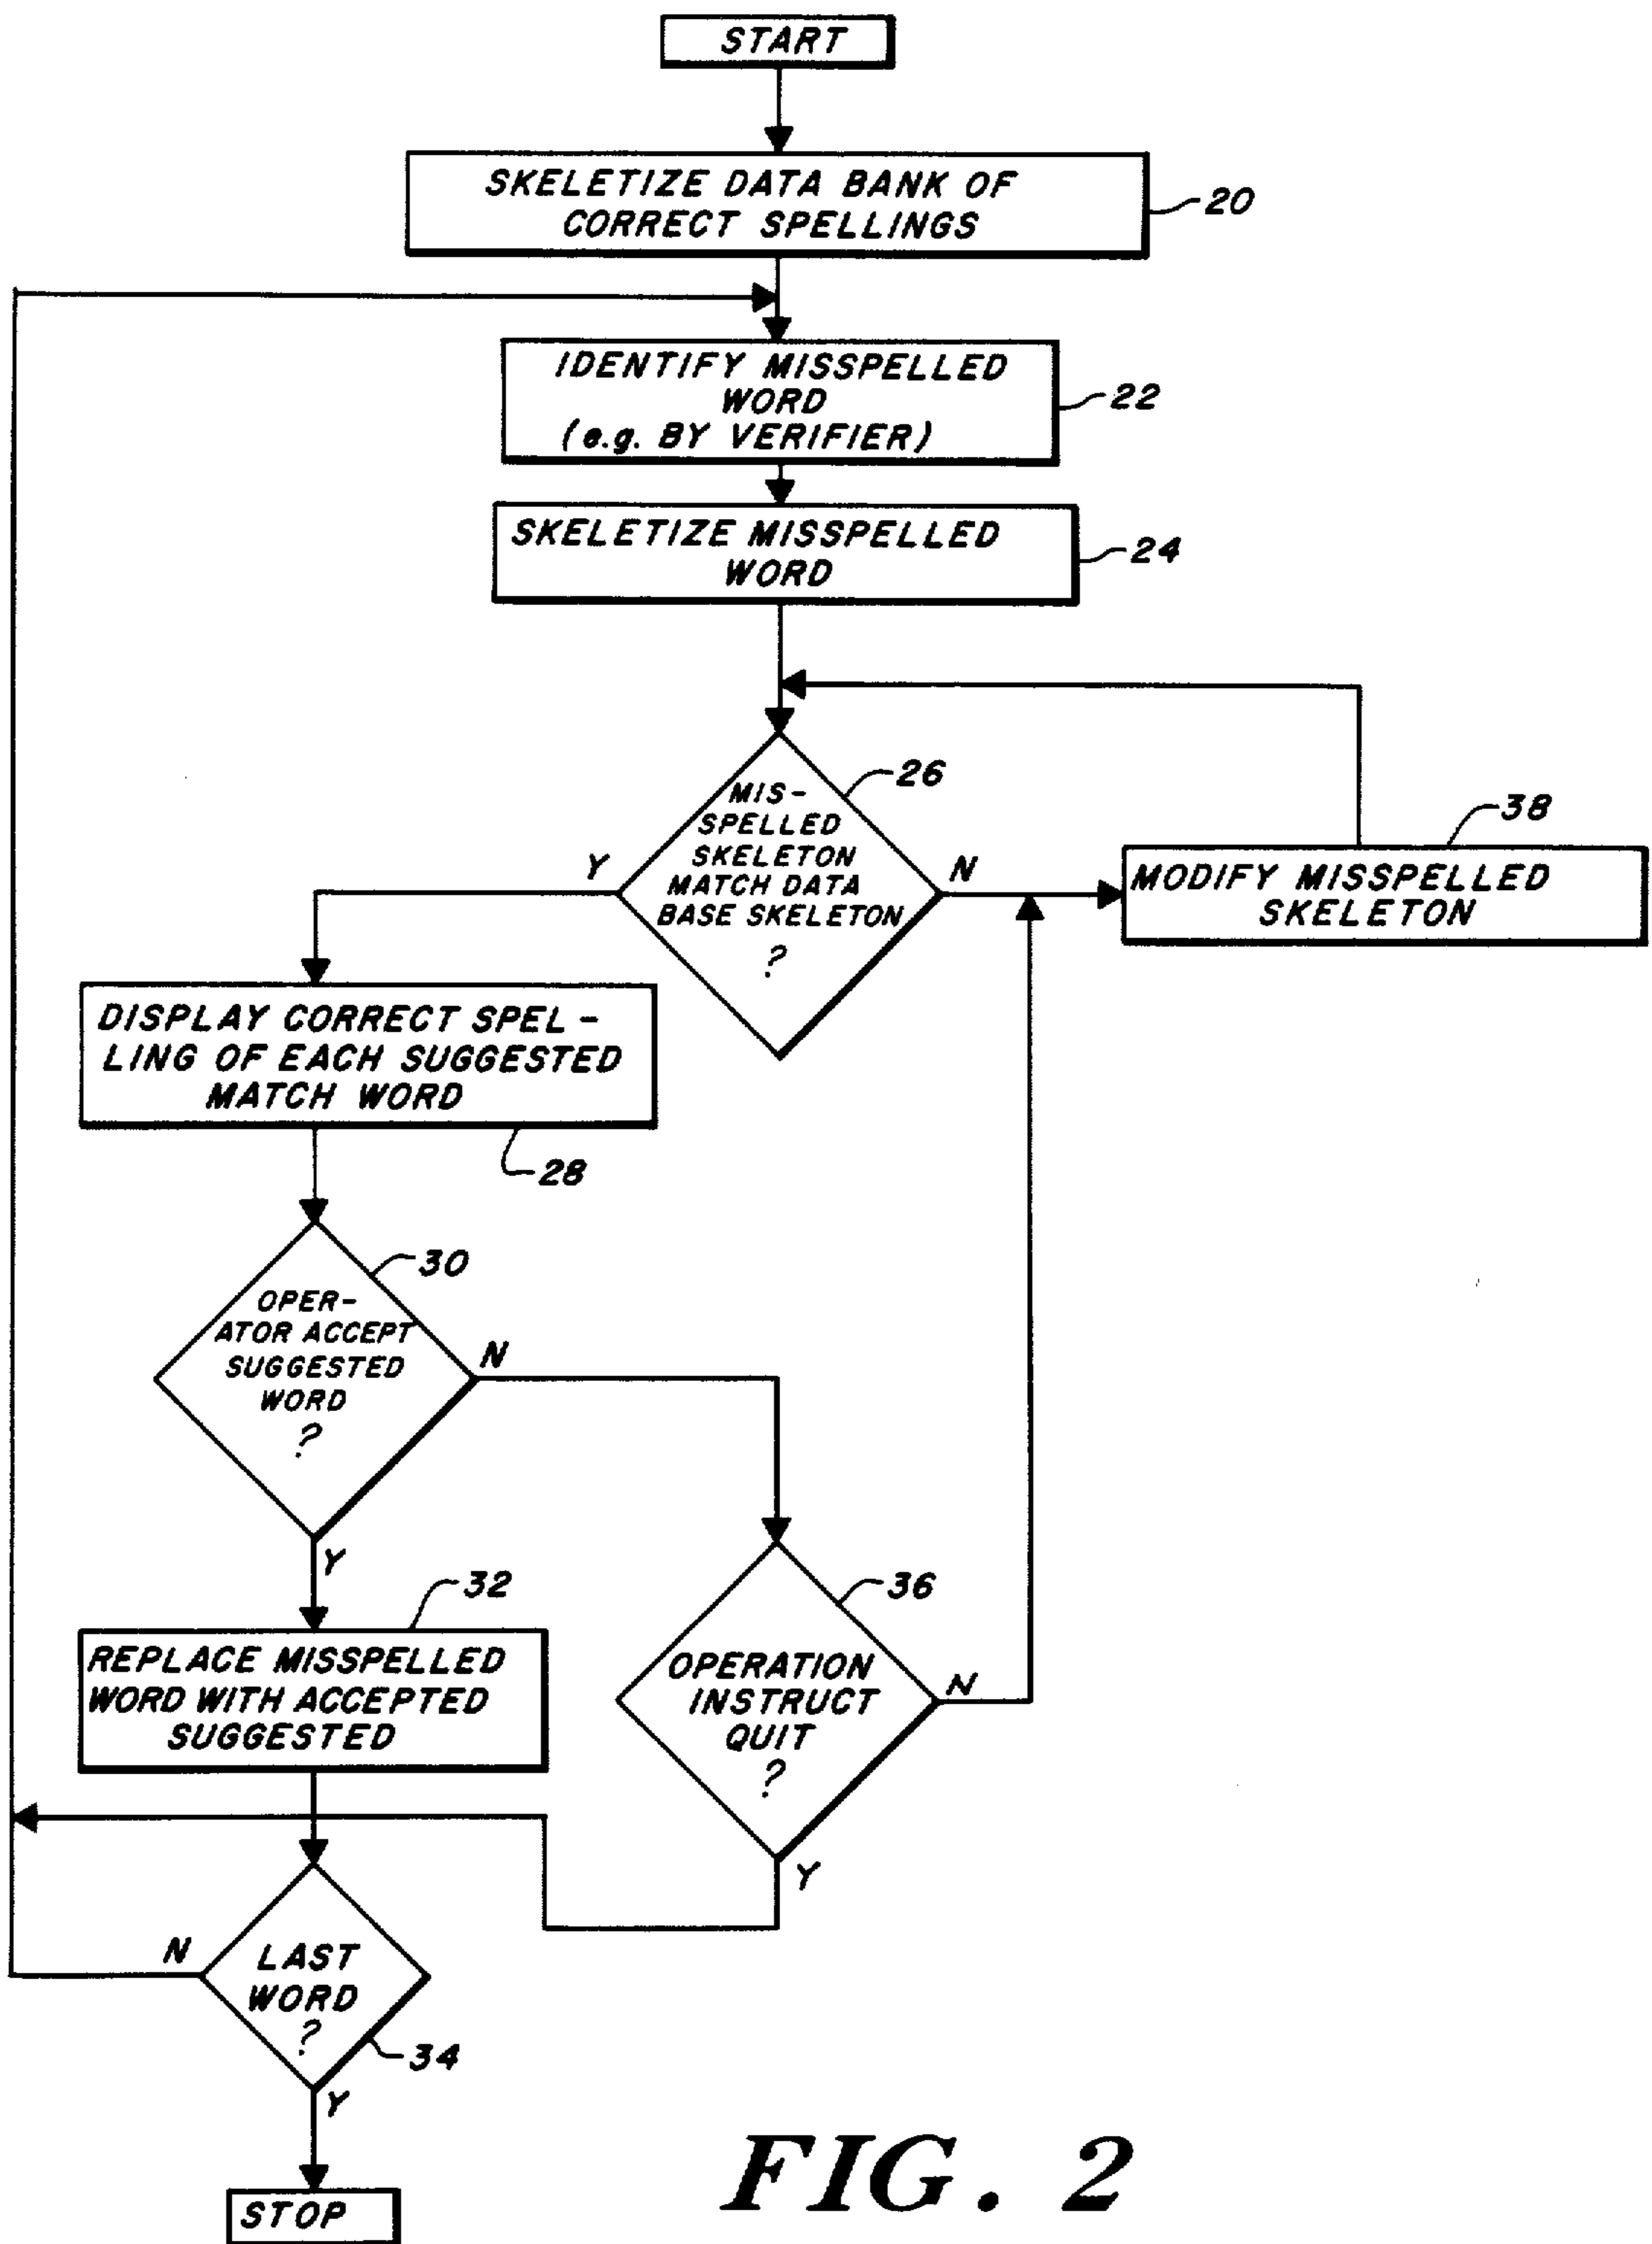 START
SKELETIZE DATA BANK OF
CORRECT SPELLINGS
20
IDENTIFY MISSPELLED
WORD
(e.g. BY VERIFIER)
22
SKELETIZE MISSPELLED
WORD
24
26
MIS-
SPELLED
SKELETON
MATCH DATA
BASE SKELETON
?
Y
N
38
MODIFY MISSPELLED
SKELETON
DISPLAY CORRECT SPEL-
LING OF EACH SUGGESTED
MATCH WORD
28
30
OPER-
ATOR ACCEPT
SUGGESTED
WORD
?
N
Y
32
REPLACE MISSPELLED
WORD WITH ACCEPTED
SUGGESTED
36
OPERATION
INSTRUCT
QUIT
?
N
Y
N
LAST
WORD
?
34
Y
STOP
FIG. 2